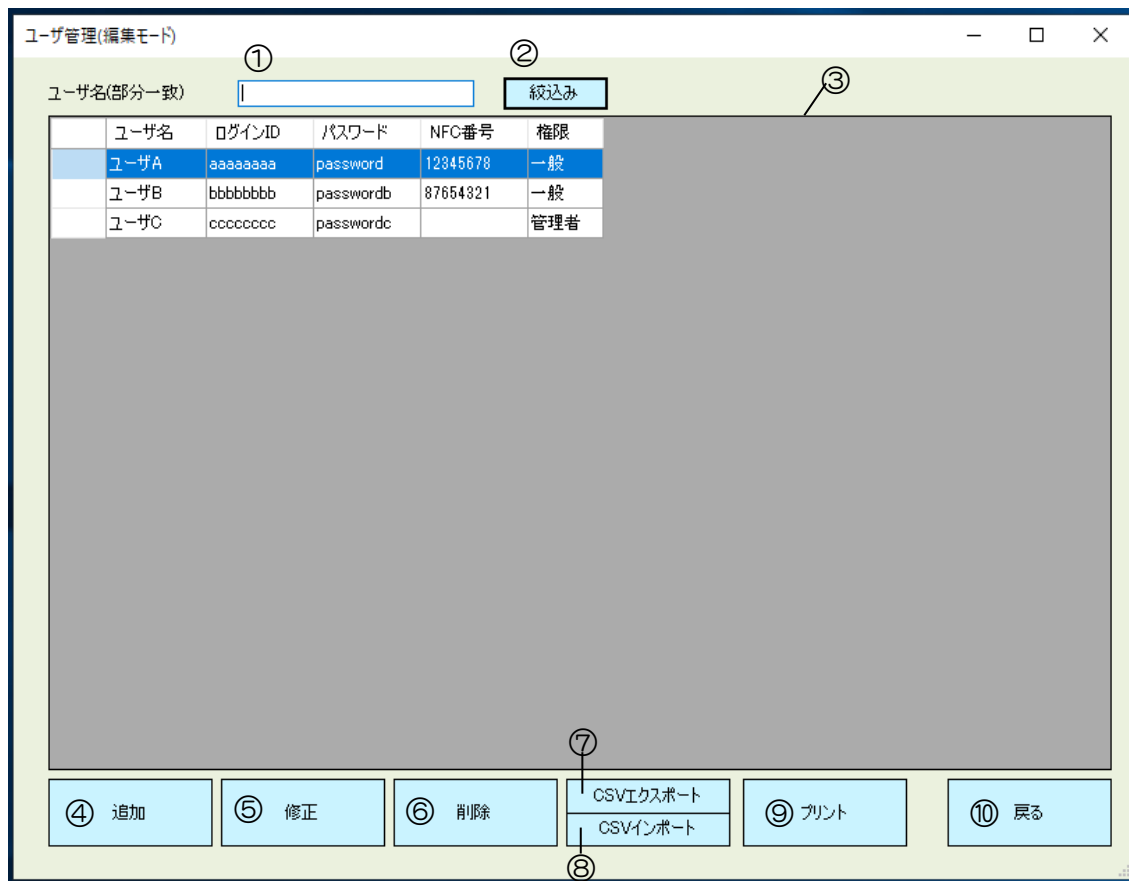 ユーザ管理(編集モード)
① ②
ユーザ名(部分一致) 絞込み ③
ユーザ名 ログインID パスワード NFC番号 権限
ユーザA aaaaaaaa password 12345678 一般
ユーザB bbbbbbbb passwordb 87654321 一般
ユーザC cccccccc passwordc 管理者
⑦
④ 追加 ⑤ 修正 ⑥ 削除 CSVエクスポート ⑨ プリント ⑩ 戻る
CSVインポート
⑧